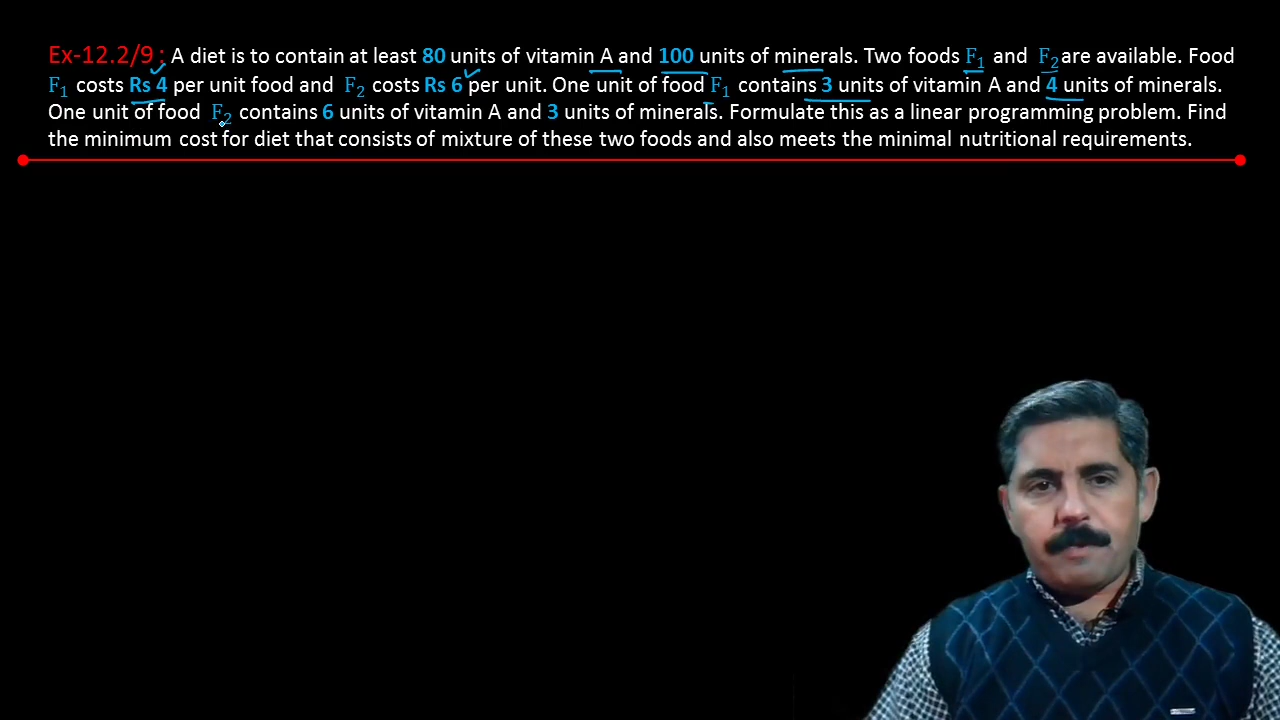 Ex-12.2/9 : A diet is to contain at least 80 units of vitamin A and 100 units of minerals. Two foods F₁ and F₂ are available. Food
F₁ costs Rs 4 per unit food and F₂ costs Rs 6 per unit. One unit of food F₁ contains 3 units of vitamin A and 4 units of minerals.
One unit of food F₂ contains 6 units of vitamin A and 3 units of minerals. Formulate this as a linear programming problem. Find
the minimum cost for diet that consists of mixture of these two foods and also meets the minimal nutritional requirements.